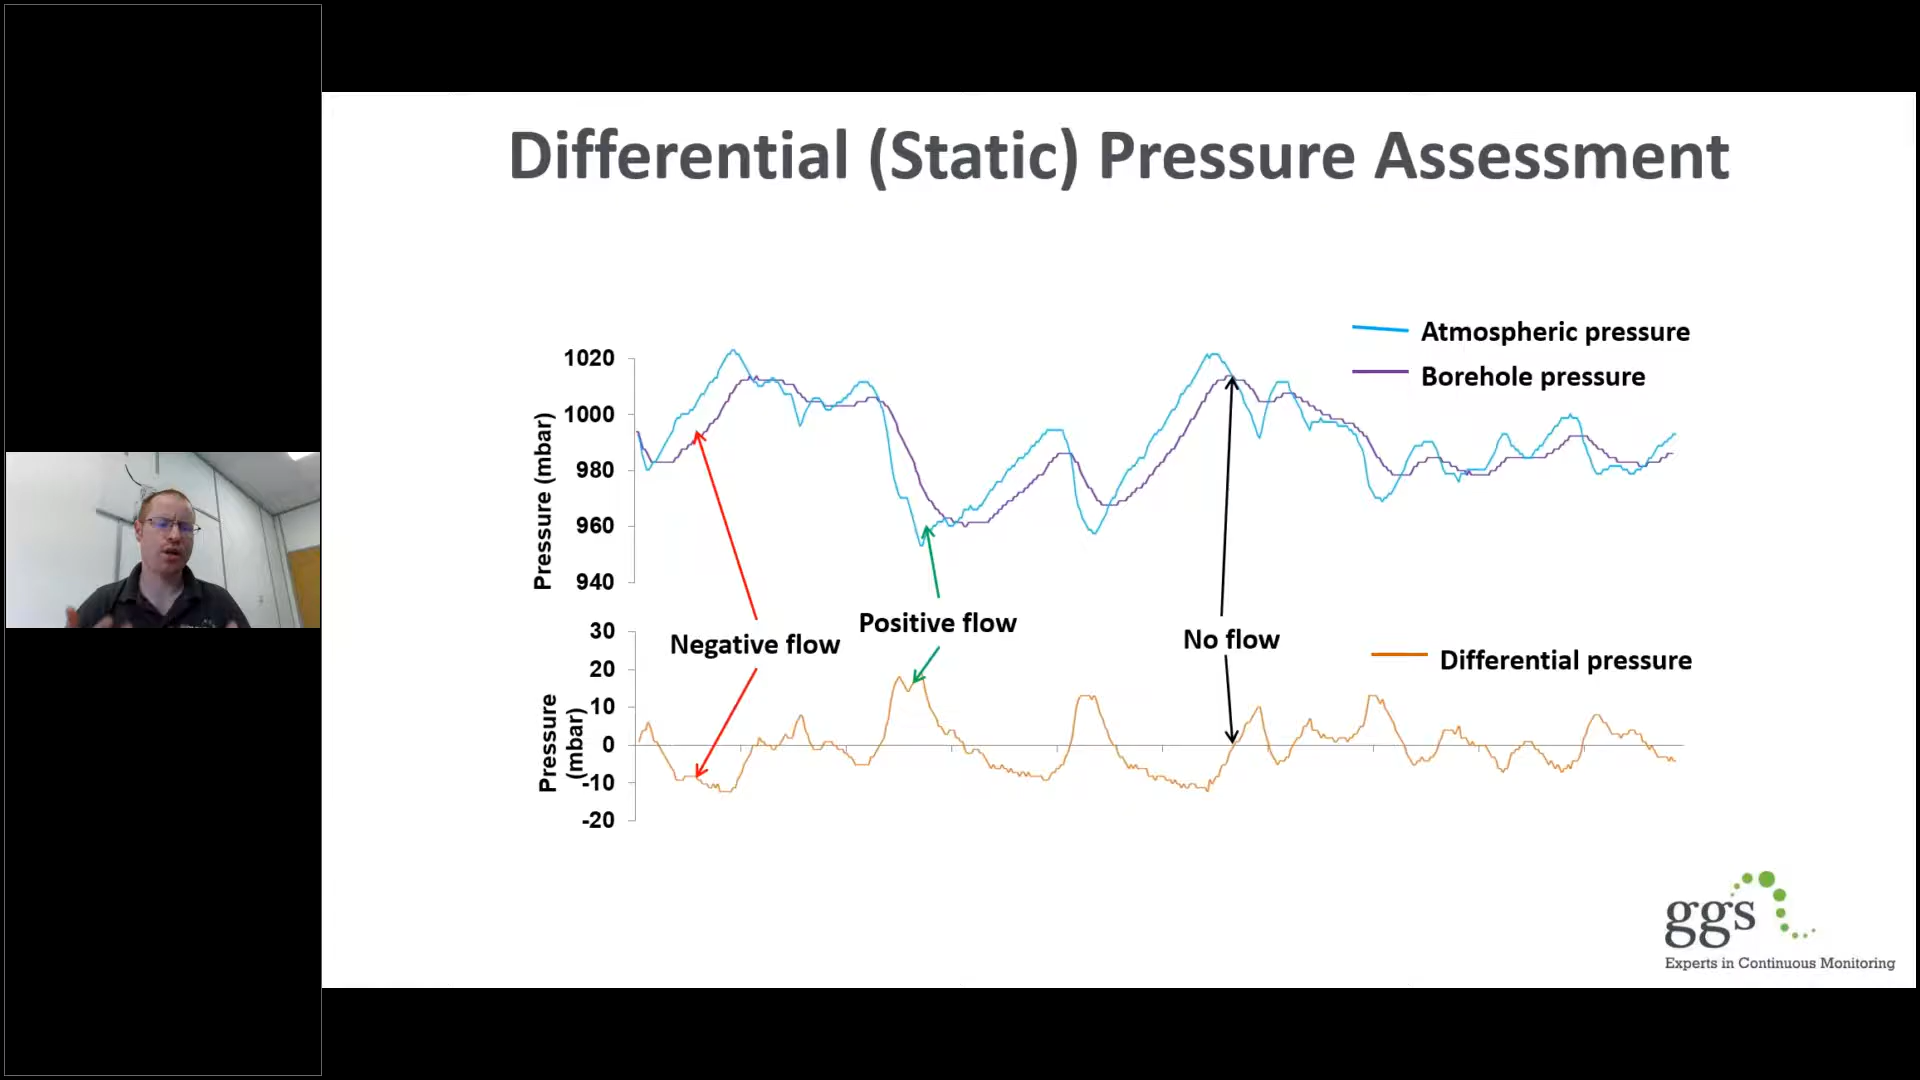 Differential (Static) Pressure Assessment
Atmospheric pressure
Borehole pressure
1020
1000
980
960
940
Pressure (mbar)
Negative flow
Positive flow
No flow
Differential pressure
30
20
10
0
-10
-20
Pressure
(mbar)
ggs
Experts in Continuous Monitoring